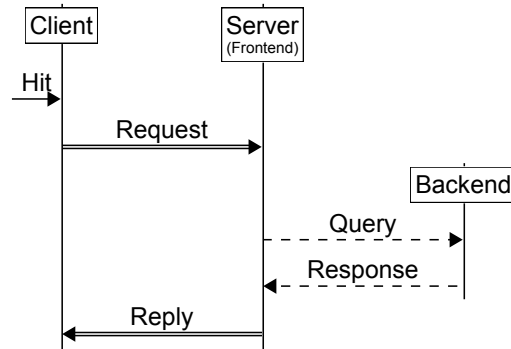 Client
Server
(Frontend)
Hit
Request
Backend
Query
Response
Reply